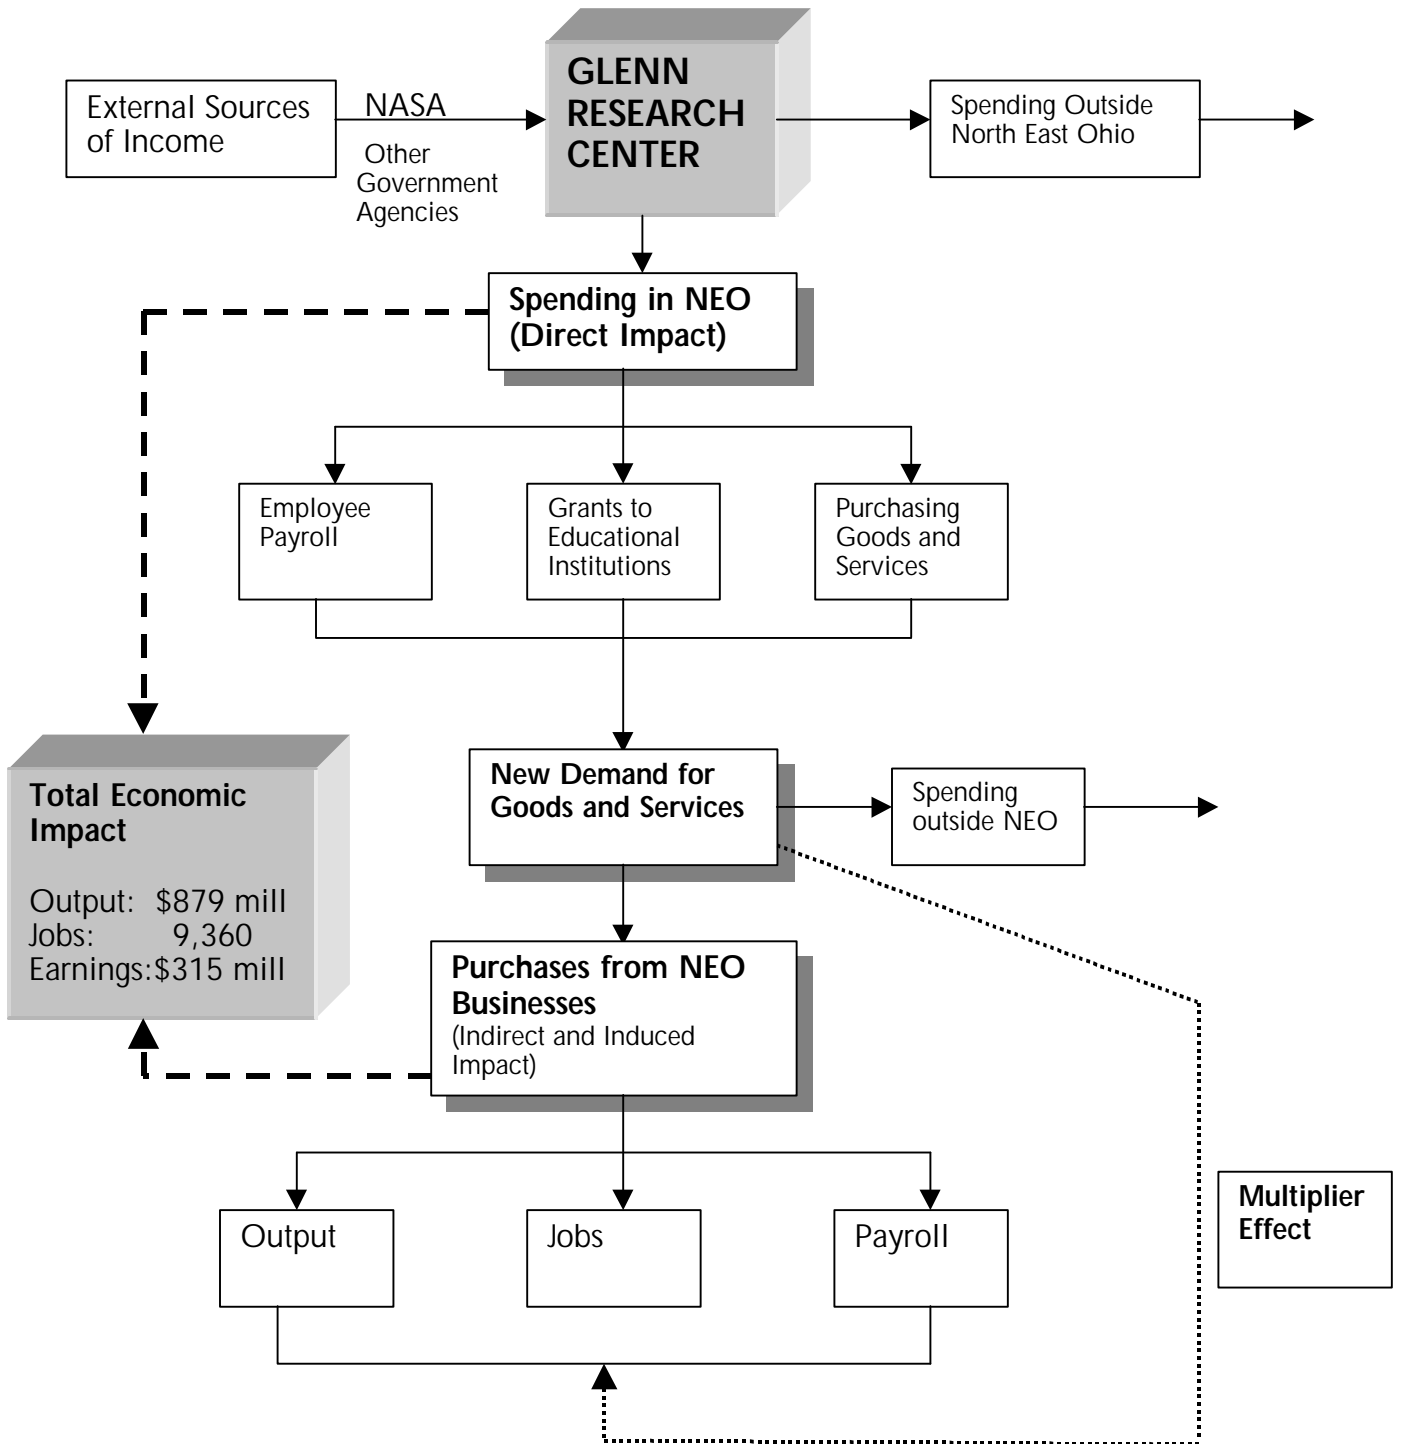 GLENN
RESEARCH
CENTER
External Sources
of Income
NASA
Other
Government
Agencies
Spending Outside
North East Ohio
Spending in NEO
(Direct Impact)
Employee
Payroll
Grants to
Educational
Institutions
Purchasing
Goods and
Services
Total Economic
Impact
Output: $879 mill
Jobs: 9,360
Earnings:$315 mill
New Demand for
Goods and Services
Spending
outside NEO
Purchases from NEO
Businesses
(Indirect and Induced
Impact)
Output
Jobs
Payroll
Multiplier
Effect